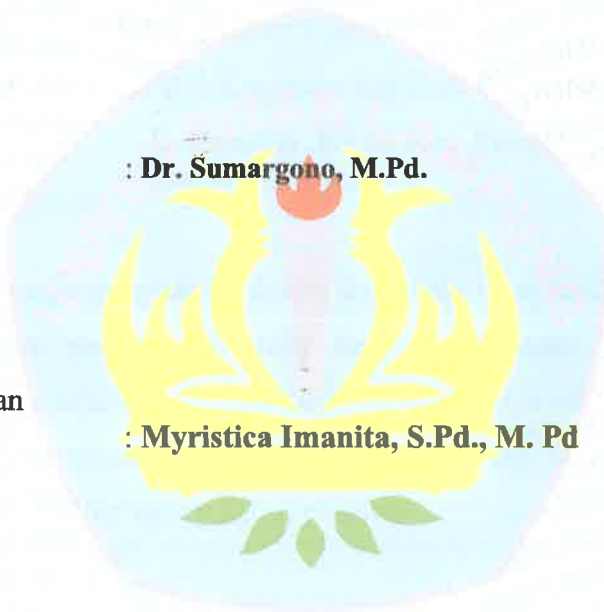 : Dr. Sumargono, M.Pd.
an
: Myristica Imanita, S.Pd., M. Pd